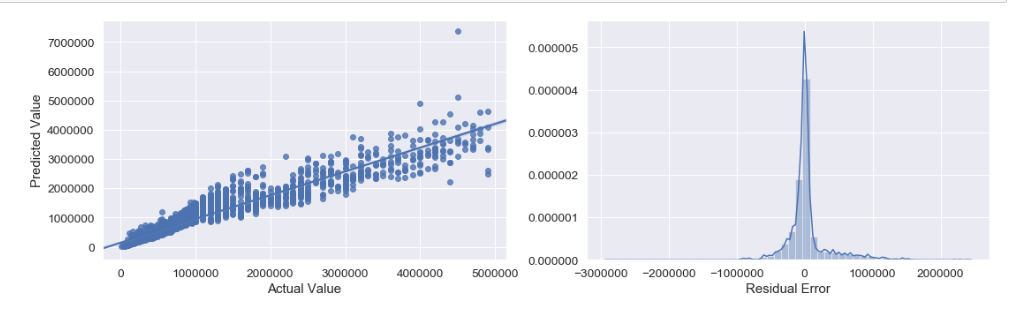 7000000
6000000
5000000
4000000
3000000
2000000
1000000
0
Predicted Value
0 1000000 2000000 3000000 4000000 5000000
Actual Value
0.000005
0.000004
0.000003
0.000002
0.000001
0.000000
−3000000 −2000000 −1000000 0 1000000 2000000
Residual Error